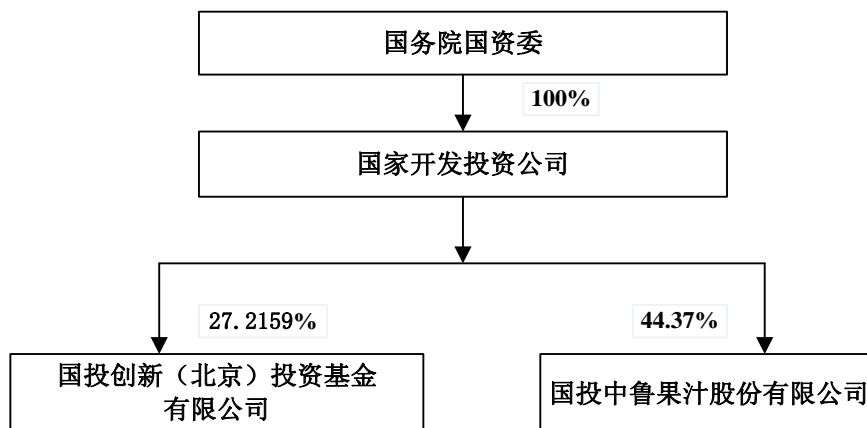 国务院国资委
100%
国家开发投资公司
27.2159%
44.37%
国投创新（北京）投资基金
有限公司
国投中鲁果汁股份有限公司